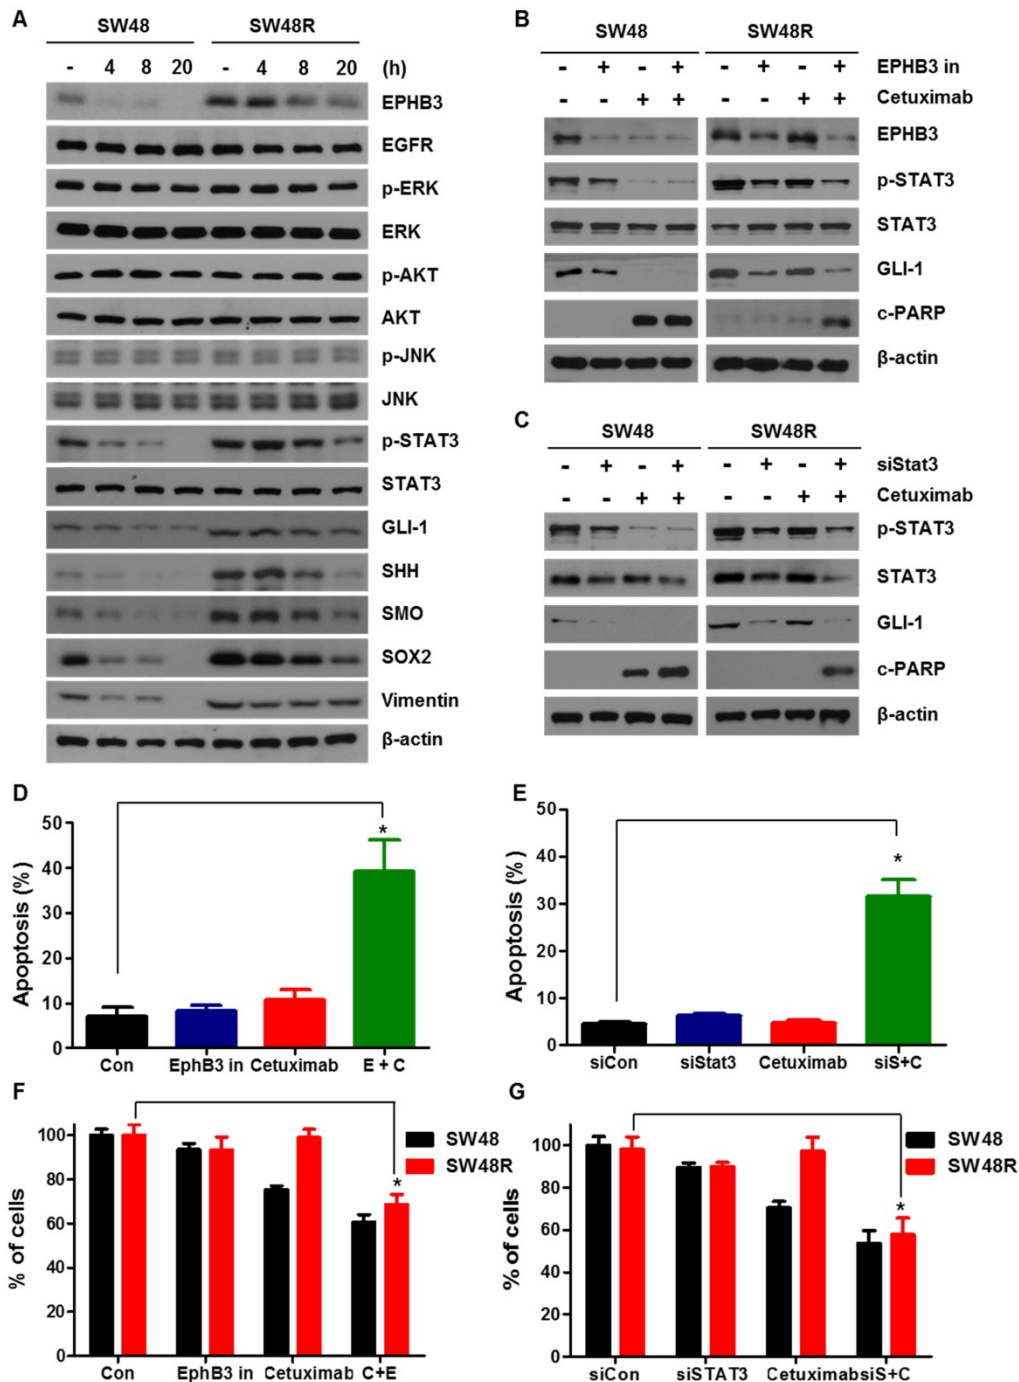 A
SW48 SW48R
- 4 8 20 - 4 8 20 (h)
EPHB3
EGFR
p-ERK
ERK
p-AKT
AKT
p-JNK
JNK
p-STAT3
STAT3
GLI-1
SHH
SMO
SOX2
Vimentin
β-actin
B
SW48 SW48R
- + - + - + - + EPHB3 in
- - + + - - + + Cetuximab
EPHB3
p-STAT3
STAT3
GLI-1
c-PARP
β-actin
C
SW48 SW48R
- + - + - + - + siStat3
- - + + - - + + Cetuximab
p-STAT3
STAT3
GLI-1
c-PARP
β-actin
D
Apoptosis (%)
50
40
30
20
10
0
*
Con EphB3 in Cetuximab E + C
E
Apoptosis (%)
50
40
30
20
10
0
*
siCon siStat3 Cetuximab siS+C
F
% of cells
100
80
60
40
20
0
*
SW48
SW48R
Con EphB3 in Cetuximab C+E
G
% of cells
100
80
60
40
20
0
*
SW48
SW48R
siCon siSTAT3 Cetuximab siS+C